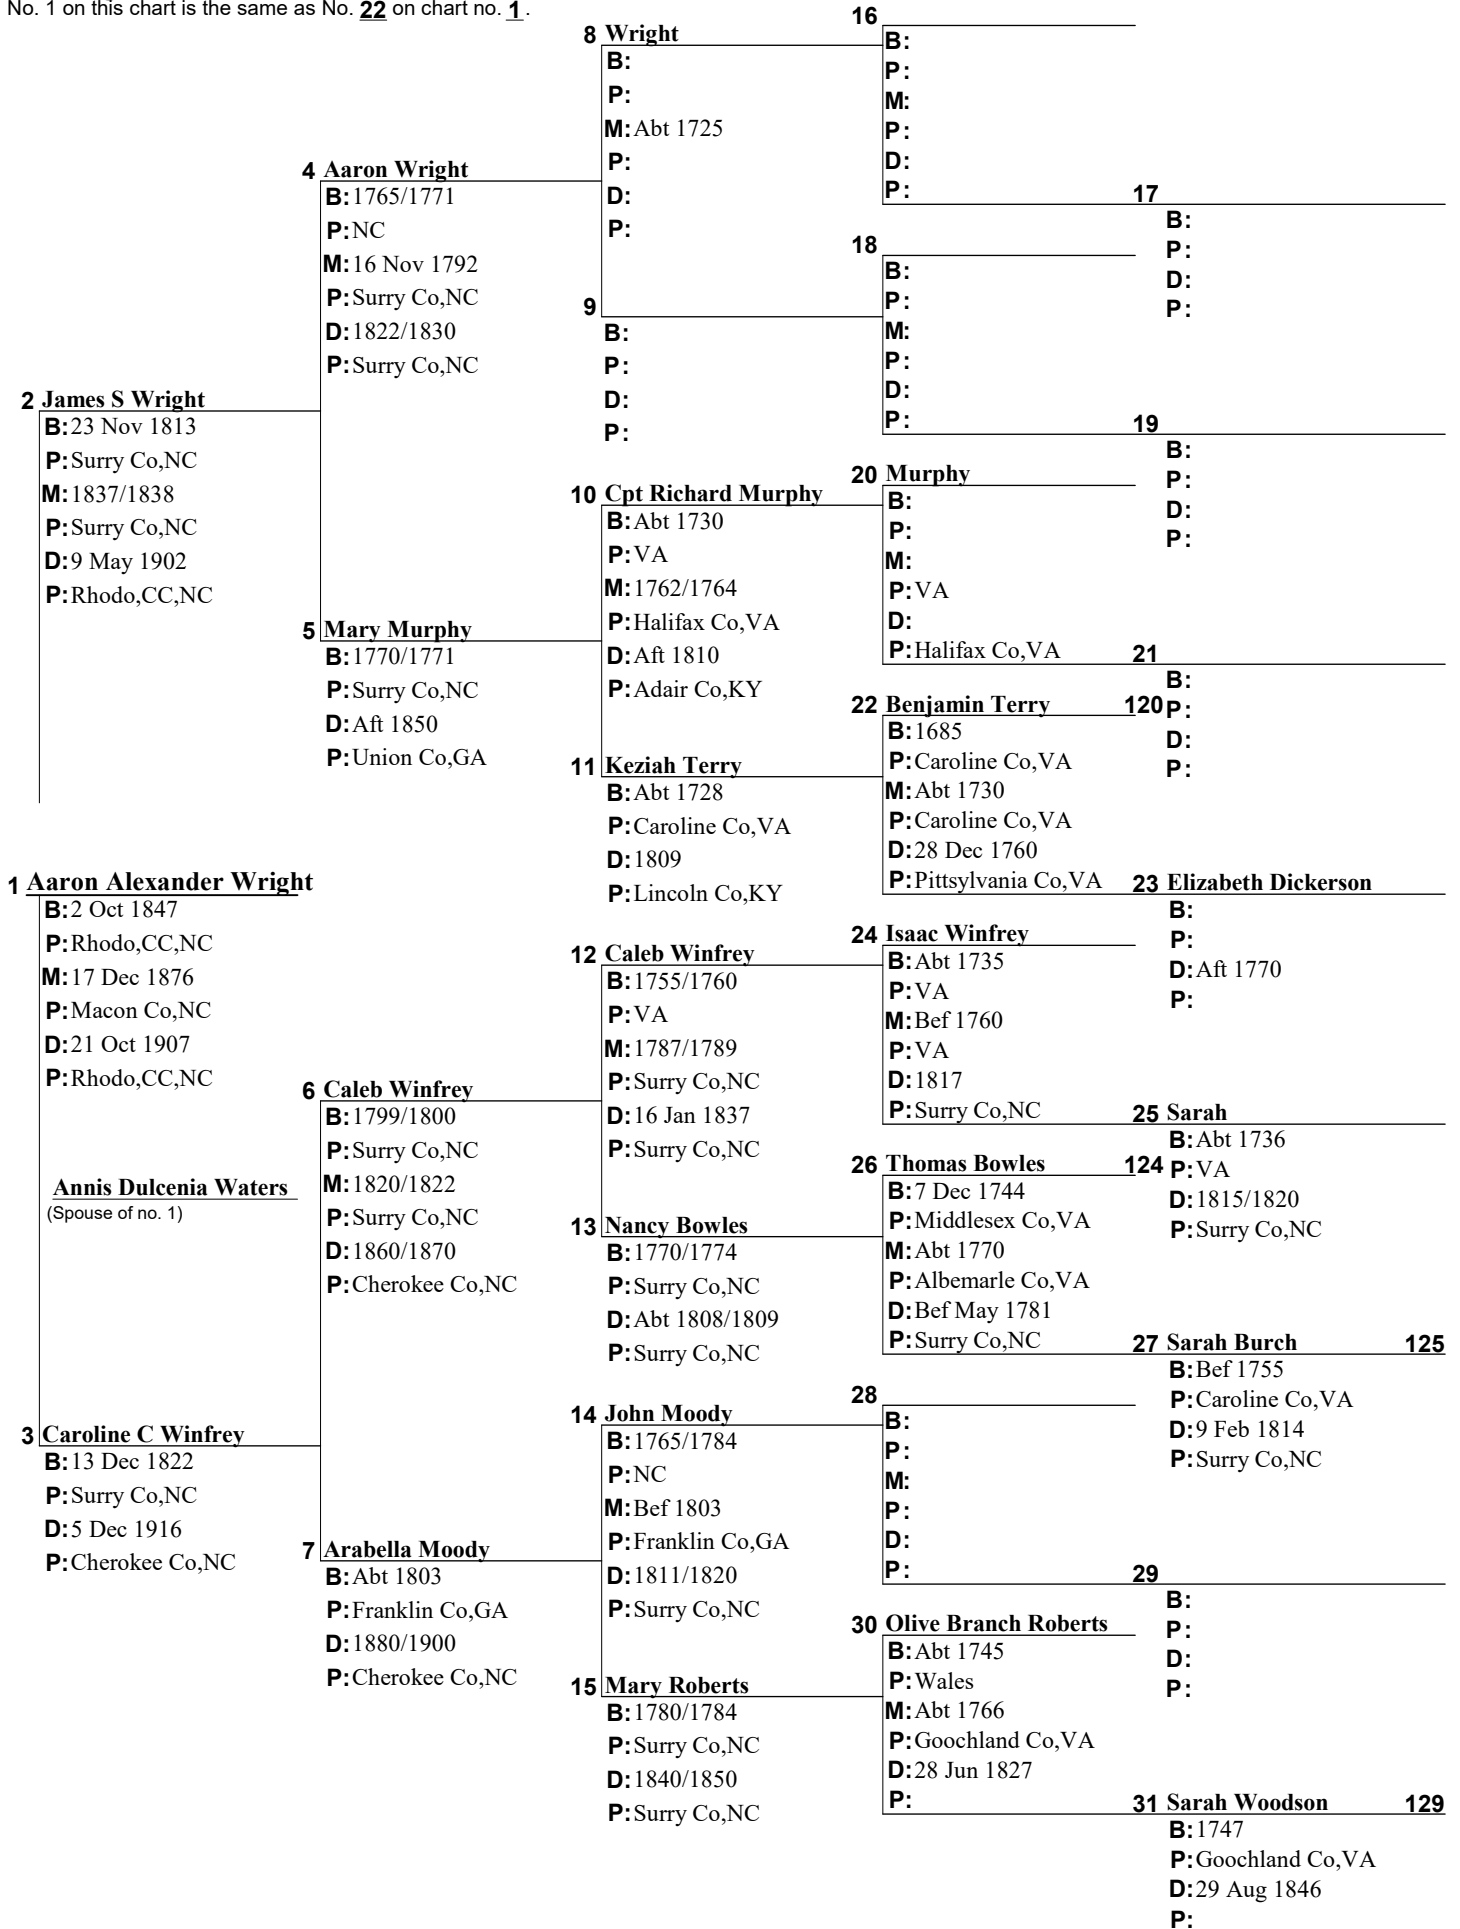 No. 1 on this chart is the same as No. 22 on chart no. 1.
1 Aaron Alexander Wright
B: 2 Oct 1847
P: Rhodo,CC,NC
M: 17 Dec 1876
P: Macon Co,NC
D: 21 Oct 1907
P: Rhodo,CC,NC
Annis Dulcenia Waters
(Spouse of no. 1)
2 James S Wright
B: 23 Nov 1813
P: Surry Co,NC
M: 1837/1838
P: Surry Co,NC
D: 9 May 1902
P: Rhodo,CC,NC
3 Caroline C Winfrey
B: 13 Dec 1822
P: Surry Co,NC
D: 5 Dec 1916
P: Cherokee Co,NC
4 Aaron Wright
B: 1765/1771
P: NC
M: 16 Nov 1792
P: Surry Co,NC
D: 1822/1830
P: Surry Co,NC
5 Mary Murphy
B: 1770/1771
P: Surry Co,NC
D: Aft 1850
P: Union Co,GA
6 Caleb Winfrey
B: 1799/1800
P: Surry Co,NC
M: 1820/1822
P: Surry Co,NC
D: 1860/1870
P: Cherokee Co,NC
7 Arabella Moody
B: Abt 1803
P: Franklin Co,GA
D: 1880/1900
P: Cherokee Co,NC
8 Wright
B:
P:
M: Abt 1725
P:
D:
P:
9
B:
P:
D:
P:
10 Cpt Richard Murphy
B: Abt 1730
P: VA
M: 1762/1764
P: Halifax Co,VA
D: Aft 1810
P: Adair Co,KY
11 Keziah Terry
B: Abt 1728
P: Caroline Co,VA
D: 1809
P: Lincoln Co,KY
12 Caleb Winfrey
B: 1755/1760
P: VA
M: 1787/1789
P: Surry Co,NC
D: 16 Jan 1837
P: Surry Co,NC
13 Nancy Bowles
B: 1770/1774
P: Surry Co,NC
D: Abt 1808/1809
P: Surry Co,NC
14 John Moody
B: 1765/1784
P: NC
M: Bef 1803
P: Franklin Co,GA
D: 1811/1820
P: Surry Co,NC
15 Mary Roberts
B: 1780/1784
P: Surry Co,NC
D: 1840/1850
P: Surry Co,NC
16
B:
P:
M:
P:
D:
P:
17
B:
P:
D:
P:
18
B:
P:
M:
P:
D:
P:
19
B:
P:
D:
P:
20 Murphy
B:
P:
M:
P: VA
D:
P: Halifax Co,VA
21
B:
P:
D:
P:
22 Benjamin Terry 120
B: 1685
P: Caroline Co,VA
M: Abt 1730
P: Caroline Co,VA
D: 28 Dec 1760
P: Pittsylvania Co,VA
23 Elizabeth Dickerson
B:
P:
D: Aft 1770
P:
24 Isaac Winfrey
B: Abt 1735
P: VA
M: Bef 1760
P: VA
D: 1817
P: Surry Co,NC
25 Sarah
B: Abt 1736
P: VA
D: 1815/1820
P: Surry Co,NC
26 Thomas Bowles 124
B: 7 Dec 1744
P: Middlesex Co,VA
M: Abt 1770
P: Albemarle Co,VA
D: Bef May 1781
P: Surry Co,NC
27 Sarah Burch 125
B: Bef 1755
P: Caroline Co,VA
D: 9 Feb 1814
P: Surry Co,NC
28
B:
P:
M:
P:
D:
P:
29
B:
P:
D:
P:
30 Olive Branch Roberts
B: Abt 1745
P: Wales
M: Abt 1766
P: Goochland Co,VA
D: 28 Jun 1827
P:
31 Sarah Woodson 129
B: 1747
P: Goochland Co,VA
D: 29 Aug 1846
P: